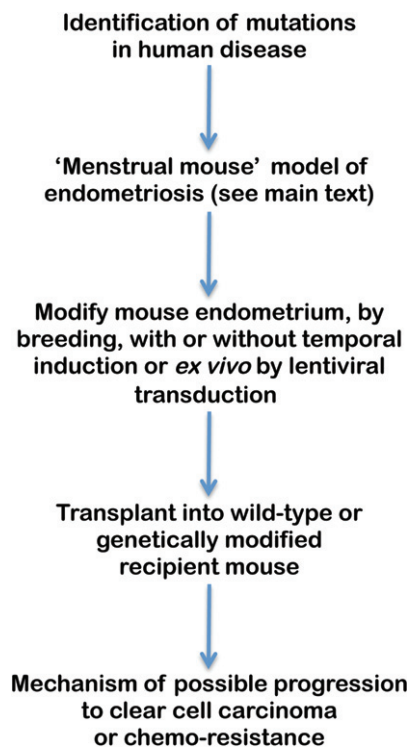 Identification of mutations
in human disease
‘Menstrual mouse’ model of
endometriosis (see main text)
Modify mouse endometrium, by
breeding, with or without temporal
induction or ex vivo by lentiviral
transduction
Transplant into wild-type or
genetically modified
recipient mouse
Mechanism of possible progression
to clear cell carcinoma
or chemo-resistance